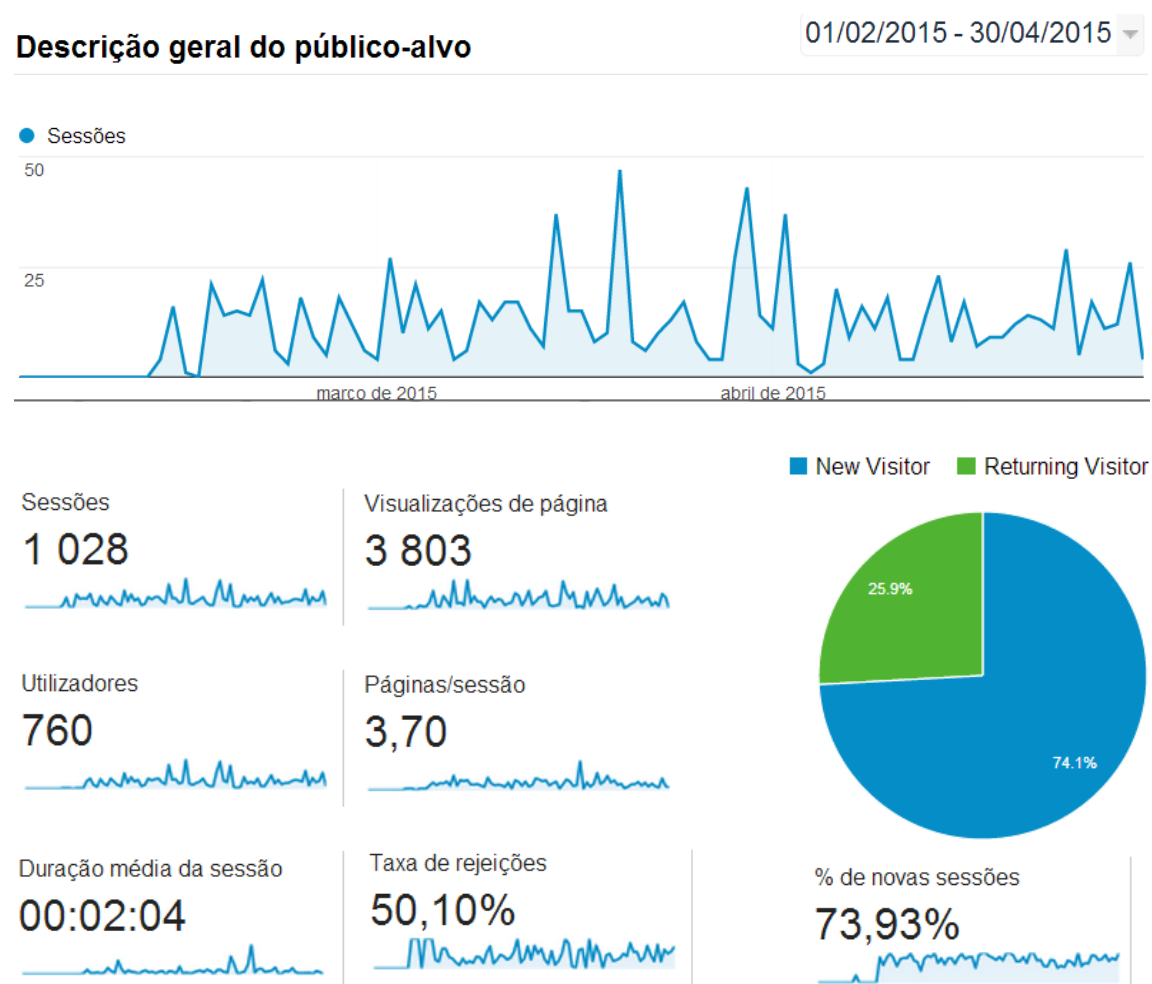 Descrição geral do público-alvo
01/02/2015 - 30/04/2015
Sessões
50
25
março de 2015
abril de 2015
New Visitor
Returning Visitor
Sessões
1 028
Visualizações de página
3 803
25.9%
74.1%
Utilizadores
760
Páginas/sessão
3,70
Duração média da sessão
00:02:04
Taxa de rejeições
50,10%
% de novas sessões
73,93%